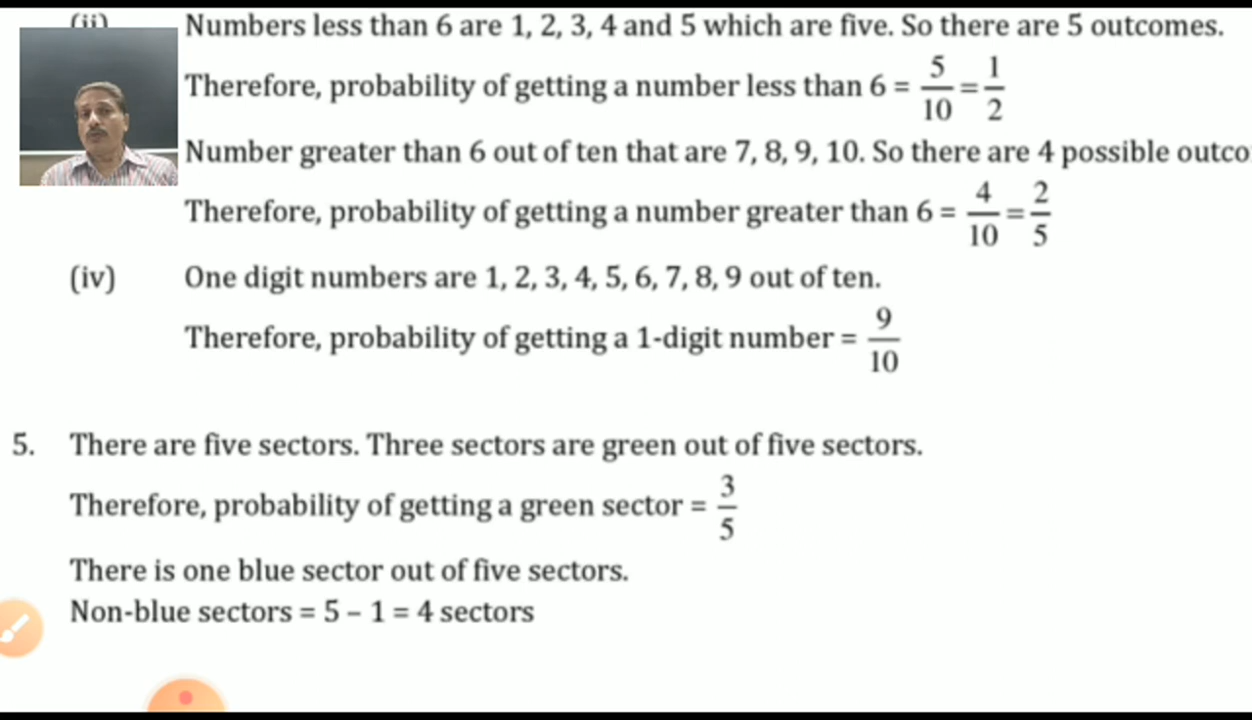 (ii) Numbers less than 6 are 1, 2, 3, 4 and 5 which are five. So there are 5 outcomes.
Therefore, probability of getting a number less than 6 = 5/10 = 1/2
Number greater than 6 out of ten that are 7, 8, 9, 10. So there are 4 possible outco
Therefore, probability of getting a number greater than 6 = 4/10 = 2/5
(iv) One digit numbers are 1, 2, 3, 4, 5, 6, 7, 8, 9 out of ten.
Therefore, probability of getting a 1-digit number = 9/10
5. There are five sectors. Three sectors are green out of five sectors.
Therefore, probability of getting a green sector = 3/5
There is one blue sector out of five sectors.
Non-blue sectors = 5 – 1 = 4 sectors